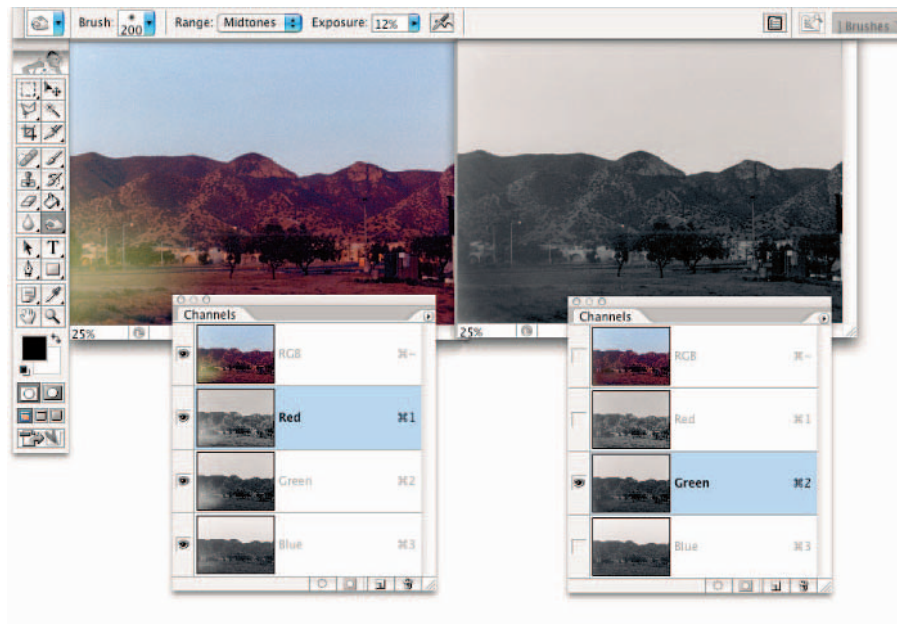 Brush: 200 Range: Midtones Exposure: 12% Brushes
T
25%
25%
Channels
RGB ⌘~
Red ⌘1
Green ⌘2
Blue ⌘3
Channels
RGB ⌘~
Red ⌘1
Green ⌘2
Blue ⌘3